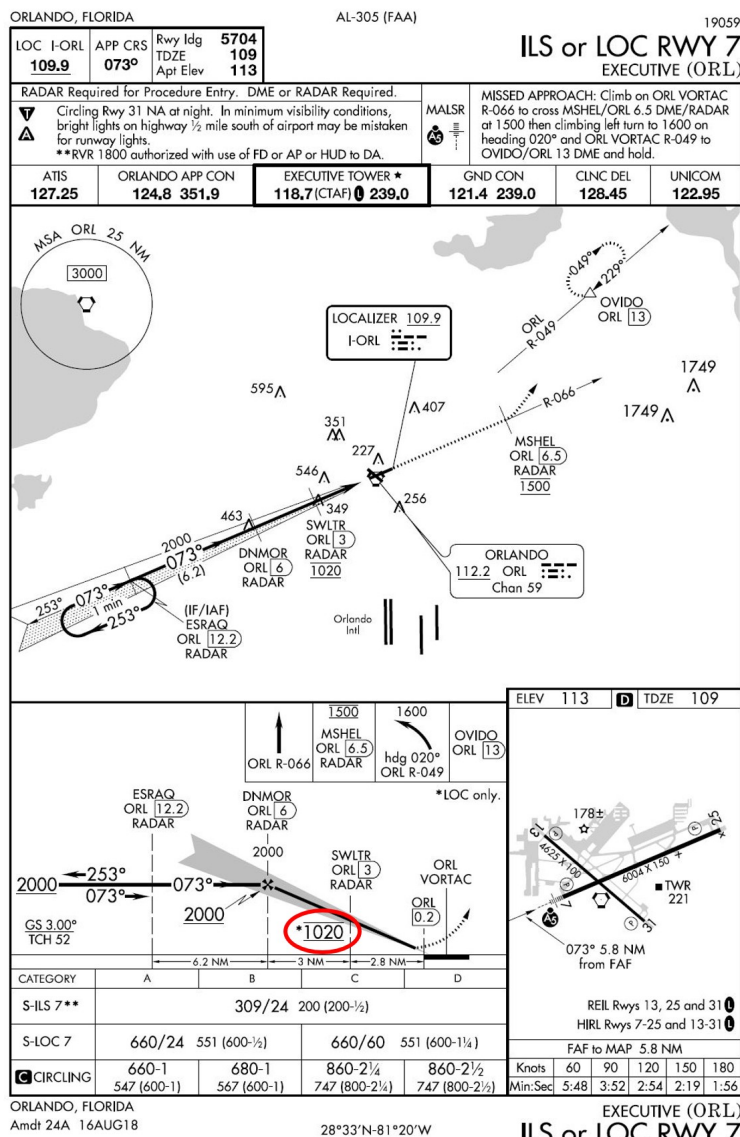 ORLANDO, FLORIDA
AL-305 (FAA)
19059
LOC I-ORL
109.9
APP CRS
073°
Rwy ldg 5704
TDZE 109
Apt Elev 113
ILS or LOC RWY 7
EXECUTIVE (ORL)
RADAR Required for Procedure Entry. DME or RADAR Required.
T
A
Circling Rwy 31 NA at night. In minimum visibility conditions,
bright lights on highway ½ mile south of airport may be mistaken
for runway lights.
**RVR 1800 authorized with use of FD or AP or HUD to DA.
MALSR
A5
MISSED APPROACH: Climb on ORL VORTAC
R-066 to cross MSHEL/ORL 6.5 DME/RADAR
at 1500 then climbing left turn to 1600 on
heading 020° and ORL VORTAC R-049 to
OVIDO/ORL 13 DME and hold.
ATIS
127.25
ORLANDO APP CON
124.8 351.9
EXECUTIVE TOWER ★
118.7 (CTAF) L 239.0
GND CON
121.4 239.0
CLNC DEL
128.45
UNICOM
122.95
MSA ORL 25 NM
3000
049°
229°
OVIDO
ORL 13
ORL
R-049
LOCALIZER 109.9
I-ORL
1749
1749
595
407
R-066
351
227
MSHEL
ORL 6.5
RADAR
1500
546
349
256
463
SWLTR
ORL 3
RADAR
1020
DNMOR
ORL 6
RADAR
2000
073°
(6.2)
ORLANDO
112.2 ORL
Chan 59
253°
073°
1 min
253°
(IF/IAF)
ESRAQ
ORL 12.2
RADAR
Orlando
Intl
ORL R-066
1500
MSHEL
ORL 6.5
RADAR
1600
hdg 020°
ORL R-049
OVIDO
ORL 13
*LOC only.
ESRAQ
ORL 12.2
RADAR
DNMOR
ORL 6
RADAR
2000
SWLTR
ORL 3
RADAR
ORL
VORTAC
ORL
0.2
2000
253°
073°
073°
2000
*1020
GS 3.00°
TCH 52
6.2 NM
3 NM
2.8 NM
ELEV 113
D
TDZE 109
178±
13
25
4625 X 100
6004 X 150
P
P
P
P
TWR
221
7
31
A5
073° 5.8 NM
from FAF
REIL Rwys 13, 25 and 31 L
HIRL Rwys 7-25 and 13-31 L
FAF to MAP 5.8 NM
Knots 60 90 120 150 180
Min:Sec 5:48 3:52 2:54 2:19 1:56
CATEGORY A B C D
S-ILS 7** 309/24 200 (200-½)
S-LOC 7 660/24 551 (600-½) 660/60 551 (600-1¼)
C CIRCLING
660-1
547 (600-1)
680-1
567 (600-1)
860-2¼
747 (800-2¼)
860-2½
747 (800-2½)
ORLANDO, FLORIDA
Amdt 24A 16AUG18
28°33'N-81°20'W
EXECUTIVE (ORL)
ILS or LOC RWY 7